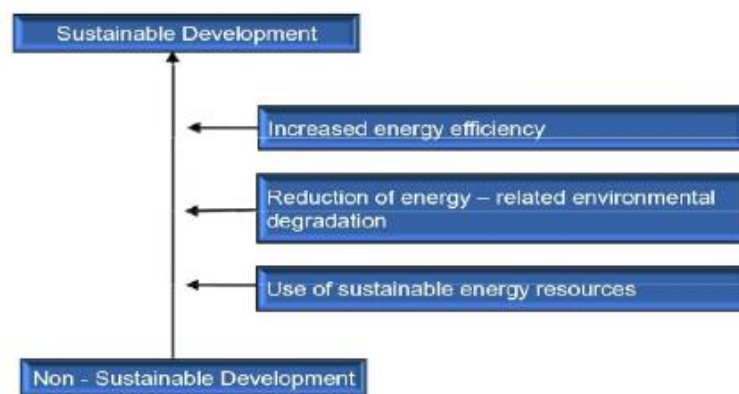 Sustainable Development
Increased energy efficiency
Reduction of energy – related environmental
degradation
Use of sustainable energy resources
Non - Sustainable Development